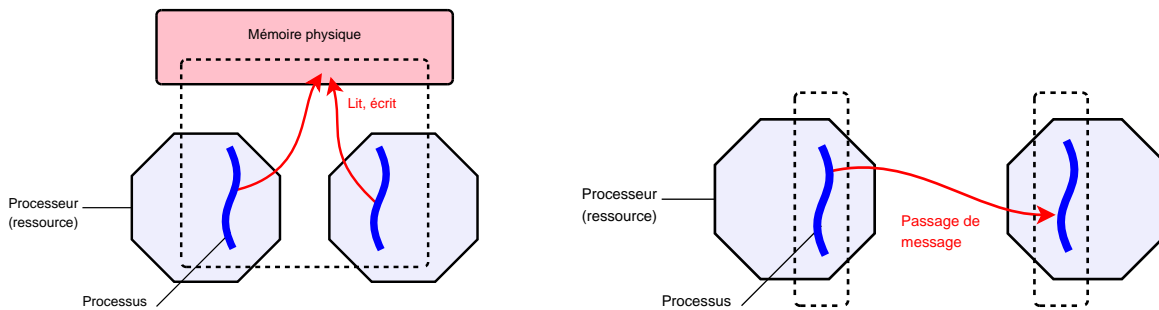 Mémoire physique
Lit, écrit
Processeur
(ressource)
Processus
Processeur
(ressource)
Passage de
message
Processus